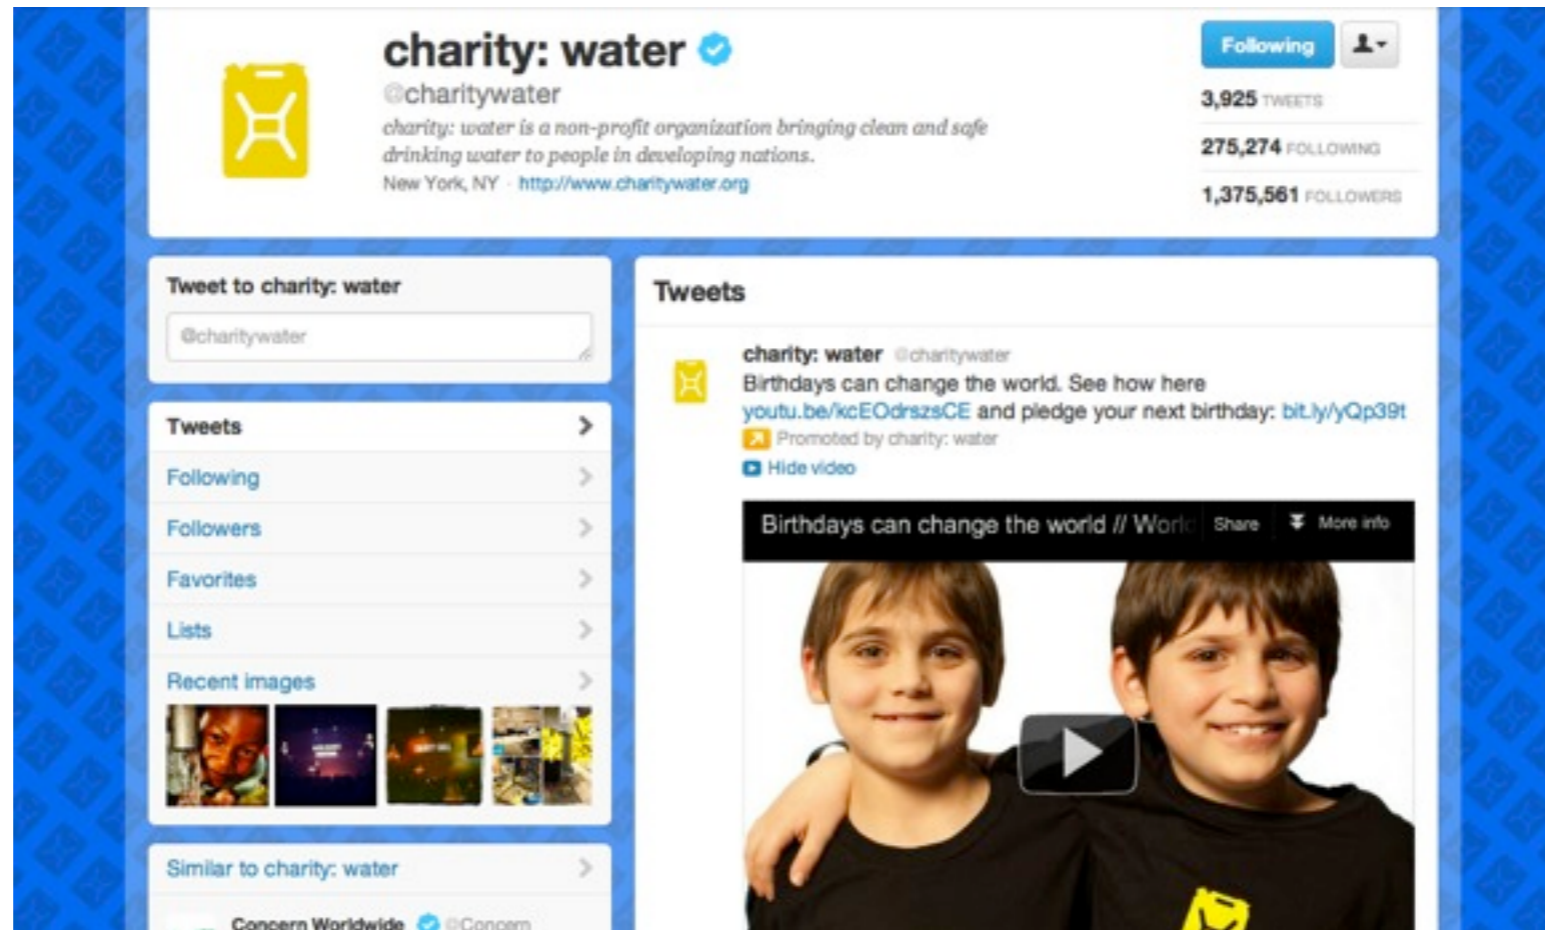 charity: water
@charitywater
charity: water is a non-profit organization bringing clean and safe
drinking water to people in developing nations.
New York, NY · http://www.charitywater.org
Following
3,925 TWEETS
275,274 FOLLOWING
1,375,561 FOLLOWERS
Tweet to charity: water
@charitywater
Tweets
Following
Followers
Favorites
Lists
Recent images
Similar to charity: water
Concern Worldwide @Concern
Tweets
charity: water @charitywater
Birthdays can change the world. See how here
youtu.be/kcEOdrszsCE and pledge your next birthday: bit.ly/yQp39t
Promoted by charity: water
Hide video
Birthdays can change the world // World
Share
More info